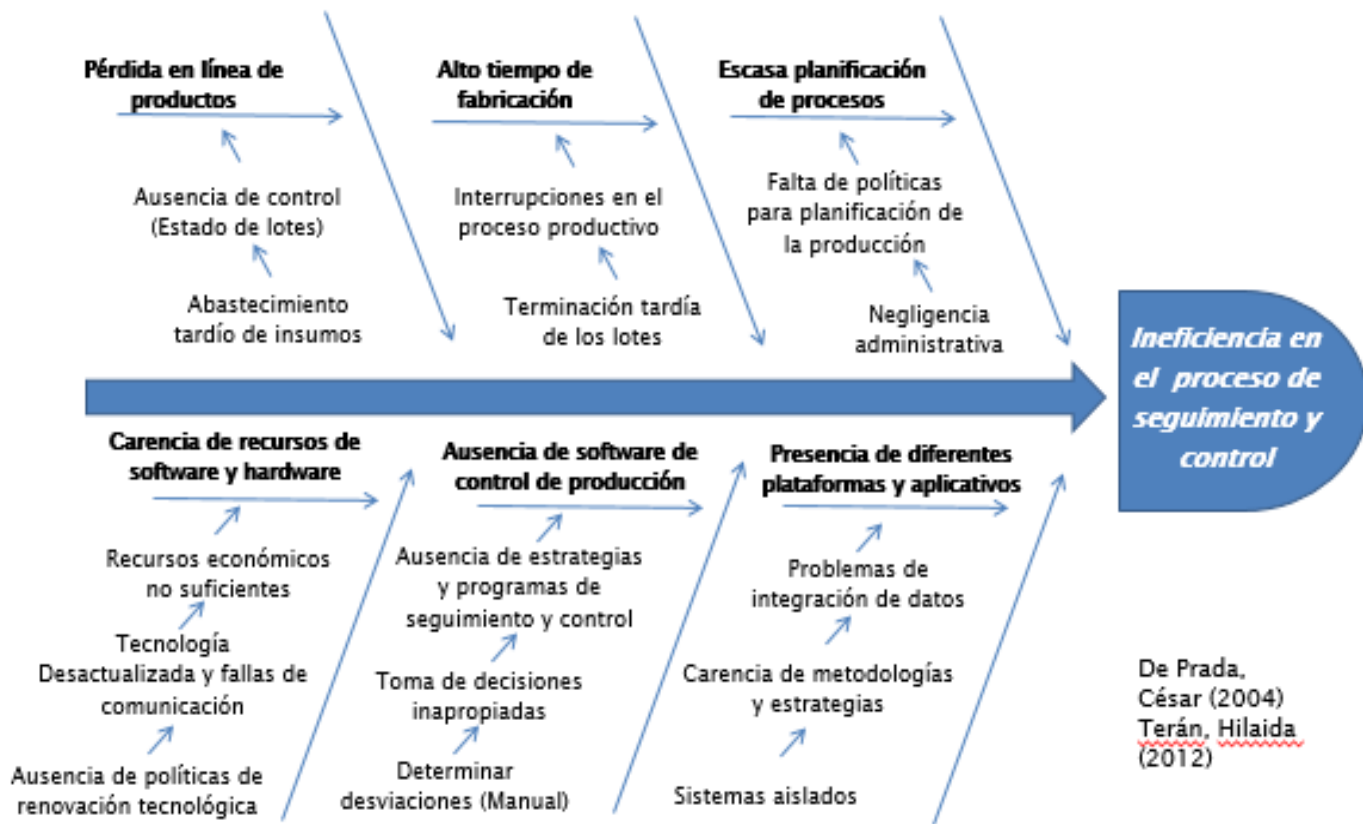 Pérdida en línea de
productos
Ausencia de control
(Estado de lotes)
Abastecimiento
tardío de insumos
Alto tiempo de
fabricación
Interrupciones en el
proceso productivo
Terminación tardía
de los lotes
Escasa planificación
de procesos
Falta de políticas
para planificación de
la producción
Negligencia
administrativa
Ineficiencia en
el proceso de
seguimiento y
control
Carencia de recursos de
software y hardware
Recursos económicos
no suficientes
Tecnología
Desactualizada y fallas de
comunicación
Ausencia de políticas de
renovación tecnológica
Ausencia de software de
control de producción
Ausencia de estrategias
y programas de
seguimiento y control
Toma de decisiones
inapropiadas
Determinar
desviaciones (Manual)
Presencia de diferentes
plataformas y aplicativos
Problemas de
integración de datos
Carencia de metodologías
y estrategias
Sistemas aislados
De Prada,
César (2004)
Terán, Hilaida
(2012)